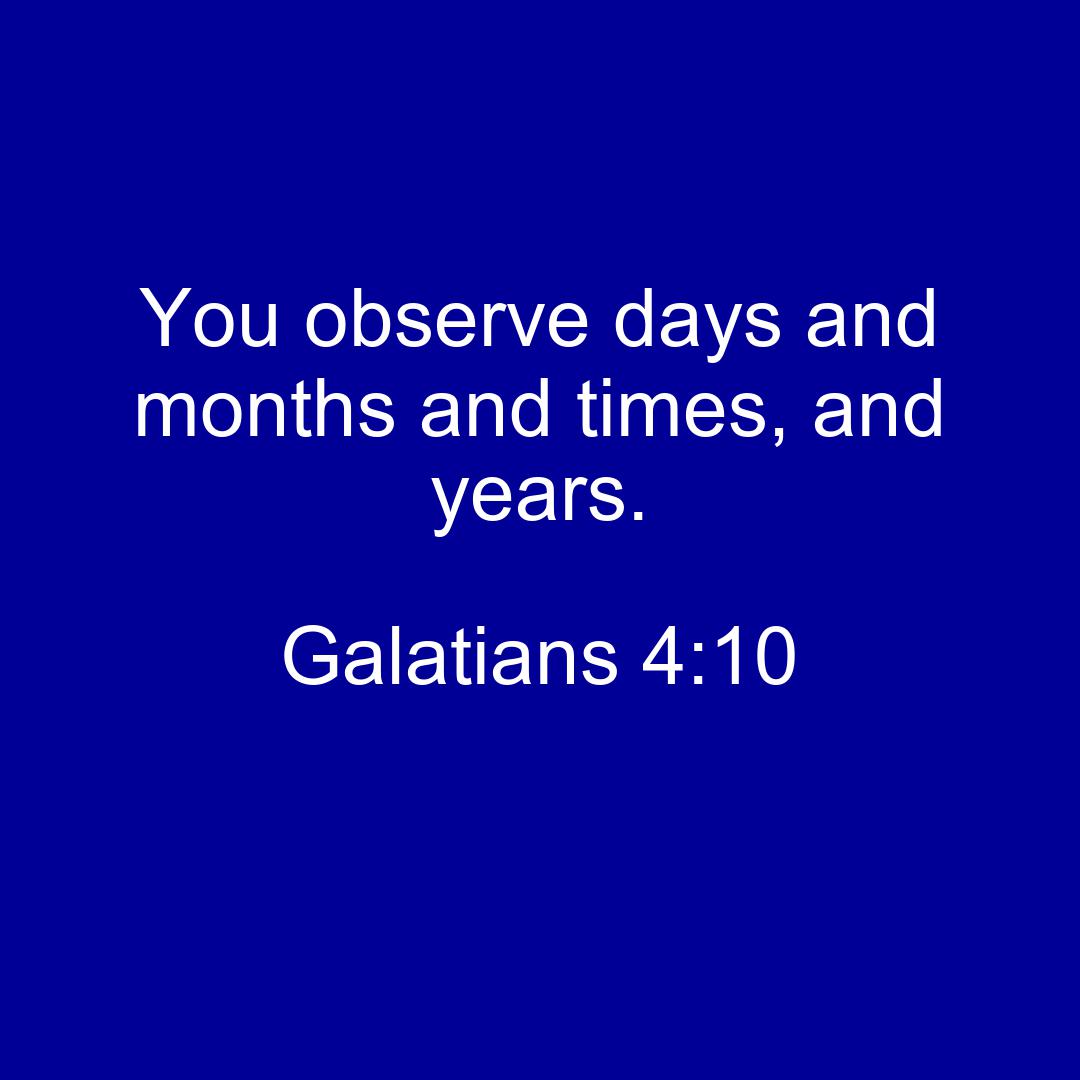 You observe days and
months and times, and
years.
Galatians 4:10